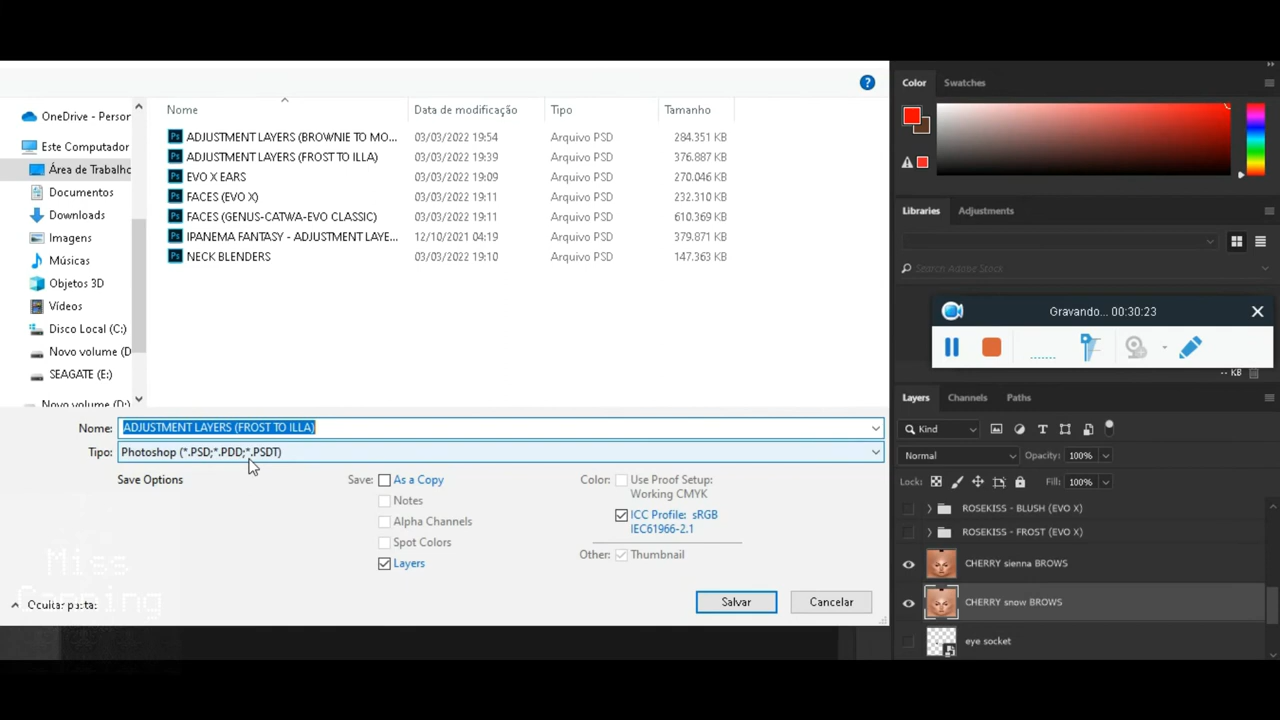 Color Swatches
Nome Data de modificação Tipo Tamanho
OneDrive - Person
Este Computador
Área de Trabalho
Documentos
Downloads
Imagens
Músicas
Objetos 3D
Vídeos
Disco Local (C:)
Novo volume (D
SEAGATE (E:)
Novo volume (D:)
ADJUSTMENT LAYERS (BROWNIE TO MO... 03/03/2022 19:54 Arquivo PSD 284.351 KB
ADJUSTMENT LAYERS (FROST TO ILLA) 03/03/2022 19:39 Arquivo PSD 376.887 KB
EVO X EARS 03/03/2022 19:09 Arquivo PSD 270.046 KB
FACES (EVO X) 03/03/2022 19:11 Arquivo PSD 232.310 KB
FACES (GENUS-CATWA-EVO CLASSIC) 03/03/2022 19:11 Arquivo PSD 610.369 KB
IPANEMA FANTASY - ADJUSTMENT LAYE... 12/10/2021 04:19 Arquivo PSD 379.871 KB
NECK BLENDERS 03/03/2022 19:10 Arquivo PSD 147.363 KB
Libraries Adjustments
Search Adobe Stock
Gravando... 00:30:23
-- KB
Nome: ADJUSTMENT LAYERS (FROST TO ILLA)
Tipo: Photoshop (*.PSD;*.PDD;*.PSDT)
Save Options
Save: As a Copy
Notes
Alpha Channels
Spot Colors
Layers
Color: Use Proof Setup:
Working CMYK
ICC Profile: sRGB
IEC61966-2.1
Other: Thumbnail
Miss
Canning
Ocultar pastas
Salvar Cancelar
Layers Channels Paths
Kind
Normal Opacity: 100%
Lock: Fill: 100%
ROSEKISS - BLUSH (EVO X)
ROSEKISS - FROST (EVO X)
CHERRY sienna BROWS
CHERRY snow BROWS
eye socket